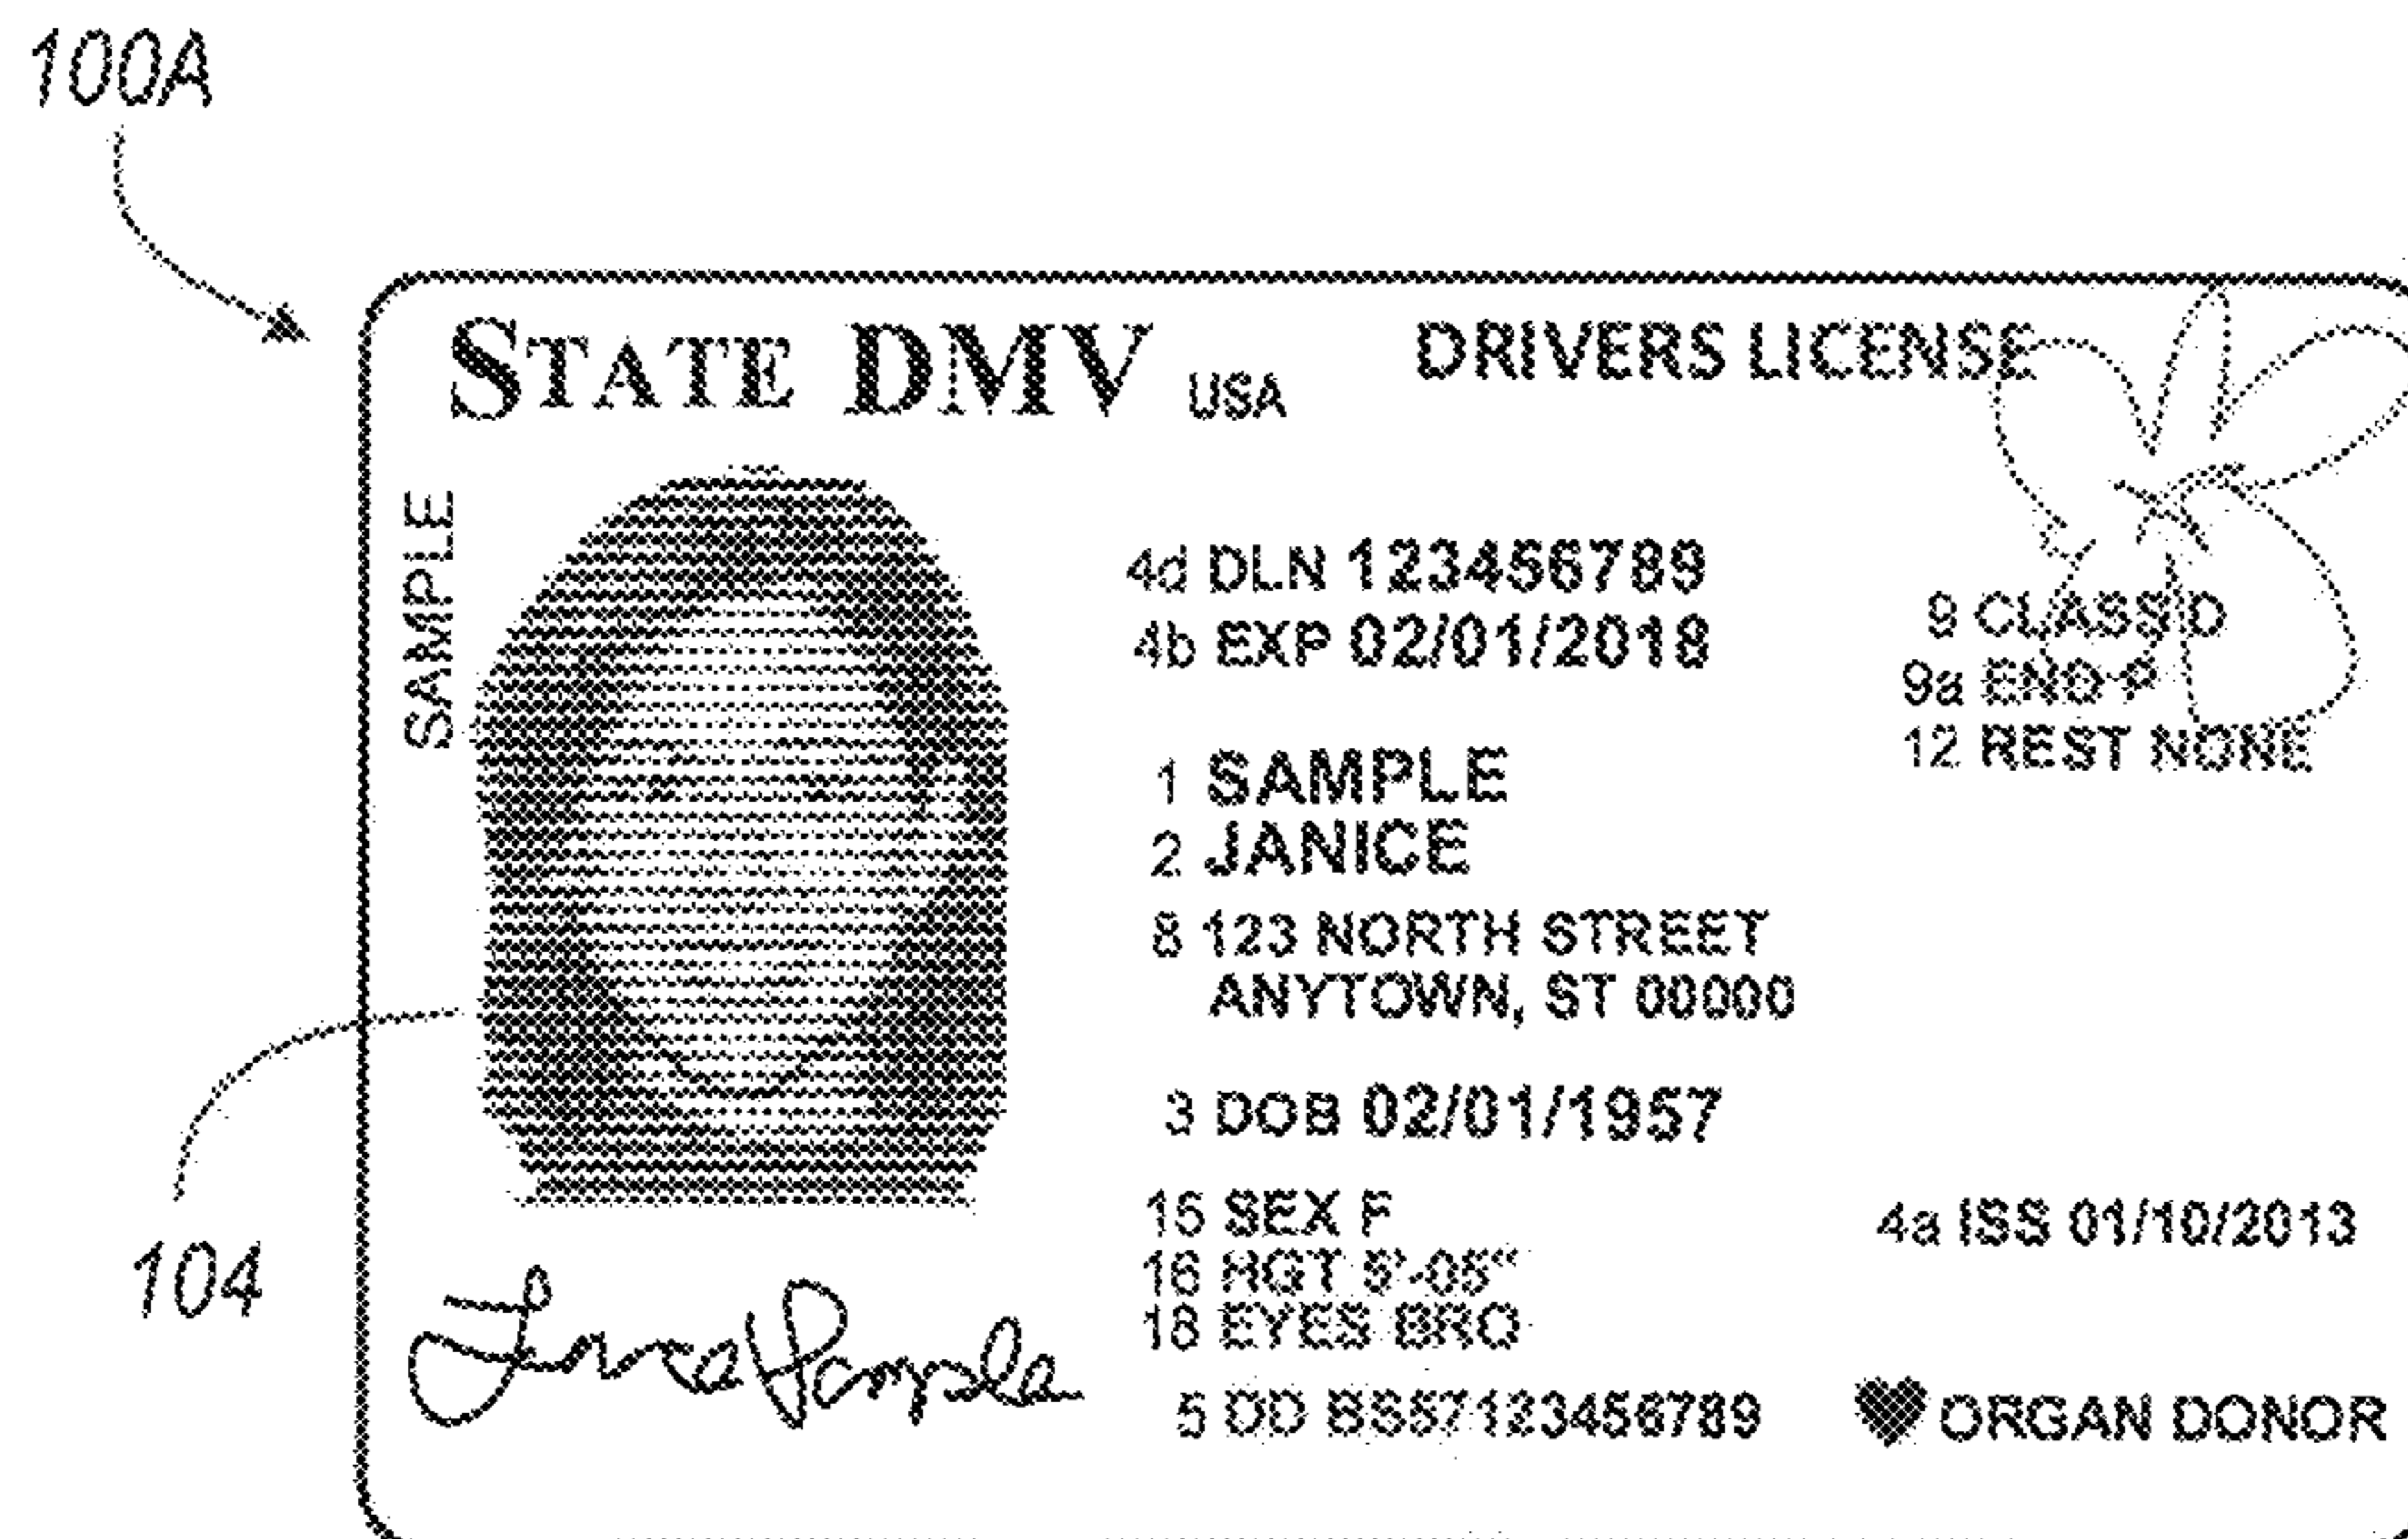 100A
STATE DMV USA DRIVERS LICENSE
SAMPLE
4d DLN 123456789
4b EXP 02/01/2018
9 CLASS D
9a END P
12 REST NONE
1 SAMPLE
2 JANICE
8 123 NORTH STREET
ANYTOWN, ST 00000
3 DOB 02/01/1957
15 SEX F
4a ISS 01/10/2013
16 HGT 5'-05"
18 EYES BRO
104
5 DD BS57123456789
ORGAN DONOR